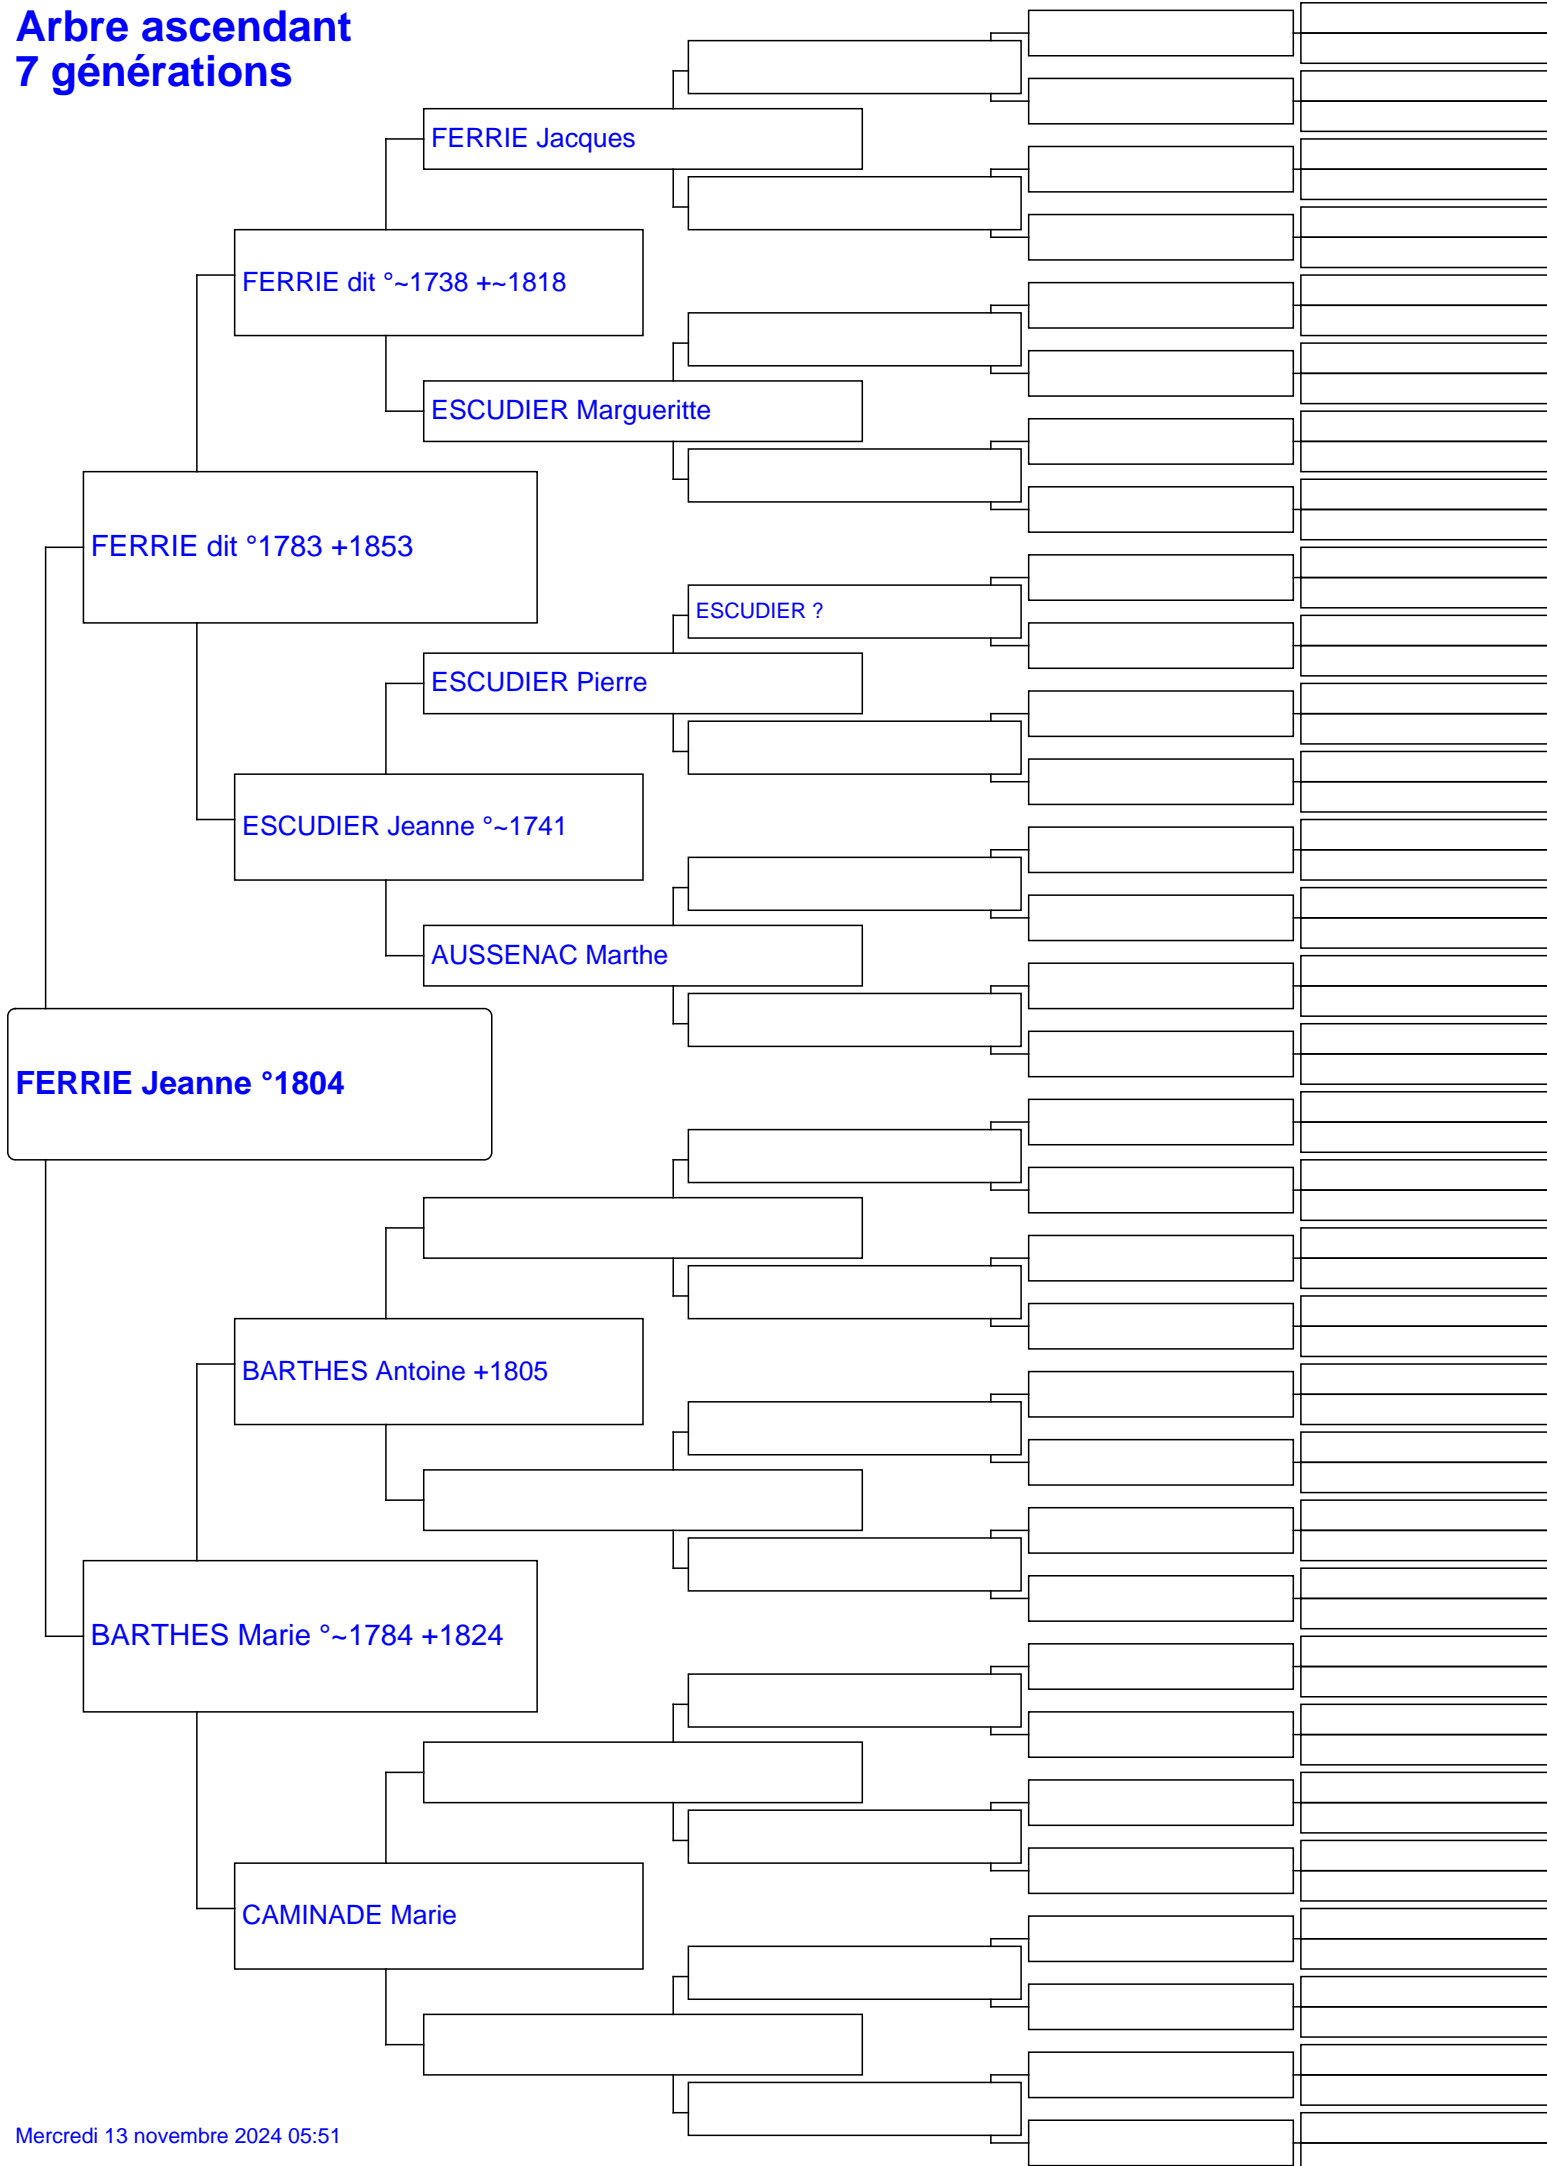 Arbre ascendant
7 générations
FERRIE Jacques
FERRIE dit °~1738 +~1818
ESCUDIER Margueritte
FERRIE dit °1783 +1853
ESCUDIER ?
ESCUDIER Pierre
ESCUDIER Jeanne °~1741
AUSSENAC Marthe
FERRIE Jeanne °1804
BARTHES Antoine +1805
BARTHES Marie °~1784 +1824
CAMINADE Marie
Mercredi 13 novembre 2024 05:51